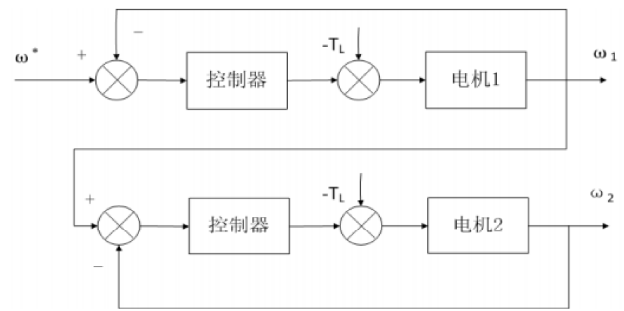 ω* + − 控制器 -TL 电机1 ω1
+ − 控制器 -TL 电机2 ω2